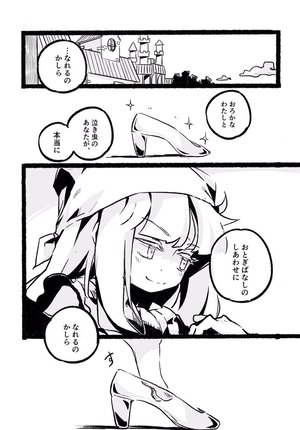 …なれるの
かしら
おろかな
わたしと
泣き虫の
あなたが、
本当に
おとぎばなしの
しあわせに
なれるの
かしら
す